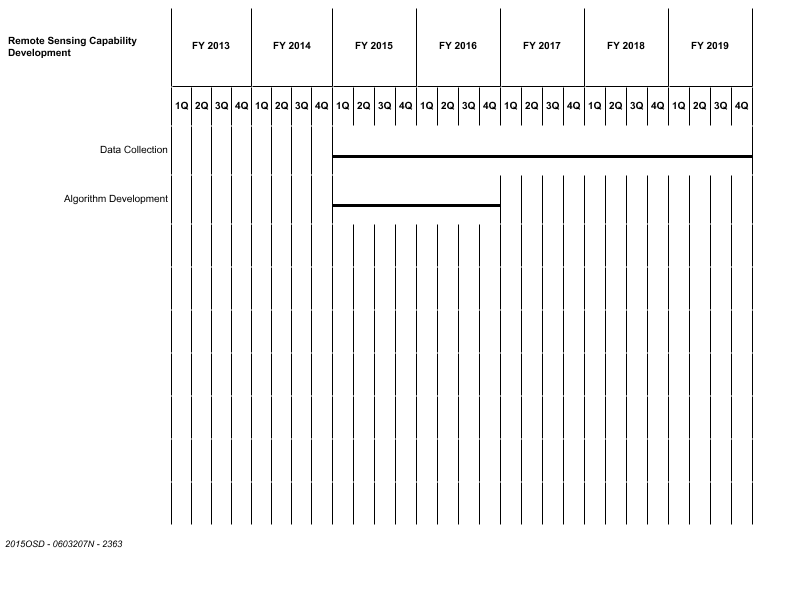 Remote Sensing Capability
Development
FY 2013 FY 2014 FY 2015 FY 2016 FY 2017 FY 2018 FY 2019
1Q 2Q 3Q 4Q 1Q 2Q 3Q 4Q 1Q 2Q 3Q 4Q 1Q 2Q 3Q 4Q 1Q 2Q 3Q 4Q 1Q 2Q 3Q 4Q 1Q 2Q 3Q 4Q
Data Collection
Algorithm Development
2015OSD - 0603207N - 2363